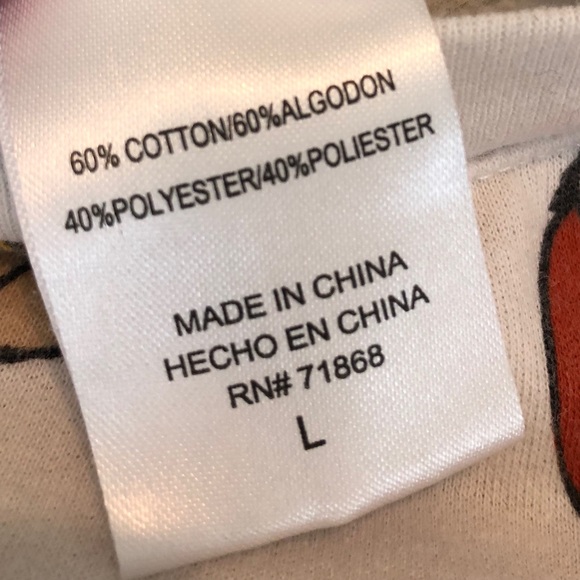 60% COTTON/60%ALGODON
40%POLYESTER/40%POLIESTER
MADE IN CHINA
HECHO EN CHINA
RN# 71868
L